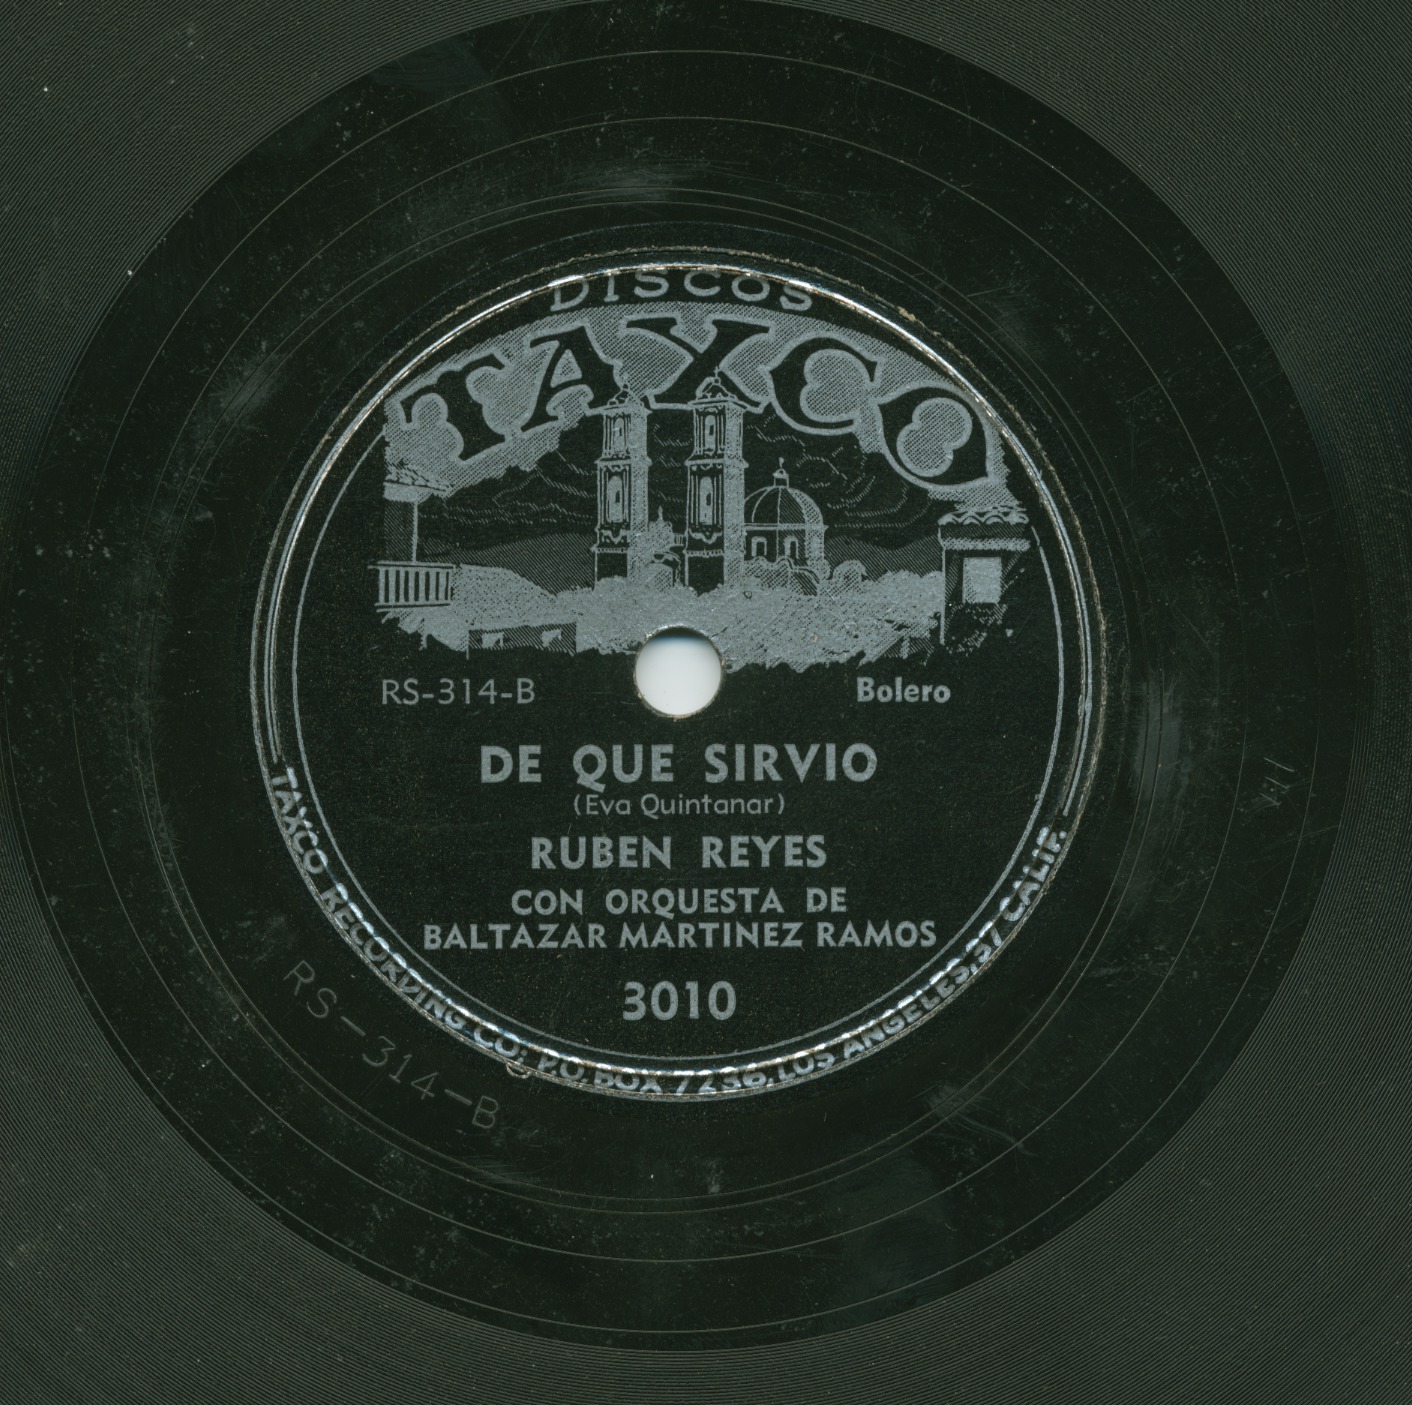 DISCOS
TAXCO
RS-314-B
Bolero
DE QUE SIRVIO
(Eva Quintanar)
RUBEN REYES
CON ORQUESTA DE
BALTAZAR MARTINEZ RAMOS
3010
TAXCO RECORDING CO: P.O. BOX 7236, LOS ANGELES, 37 CALIF.
RS-314-B